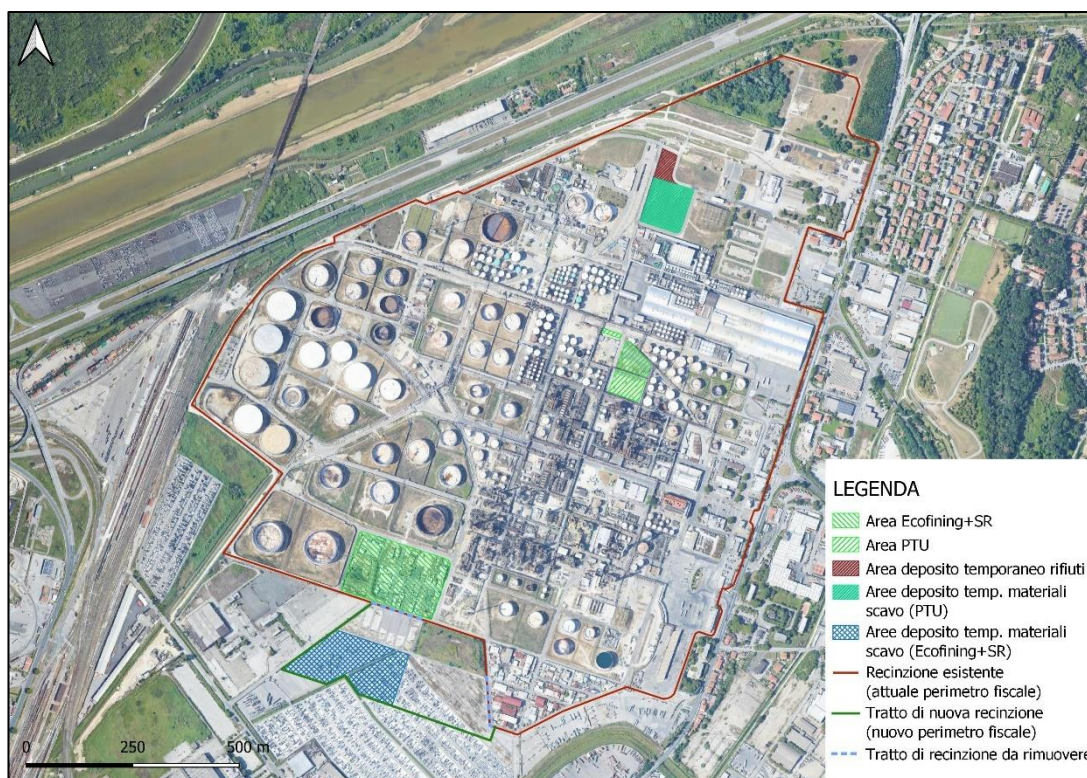 LEGENDA
Area Ecofining+SR
Area PTU
Area deposito temporaneo rifiuti
Aree deposito temp. materiali
scavo (PTU)
Aree deposito temp. materiali
scavo (Ecofining+SR)
Recinzione esistente
(attuale perimetro fiscale)
Tratto di nuova recinzione
(nuovo perimetro fiscale)
Tratto di recinzione da rimuovere
0 250 500 m